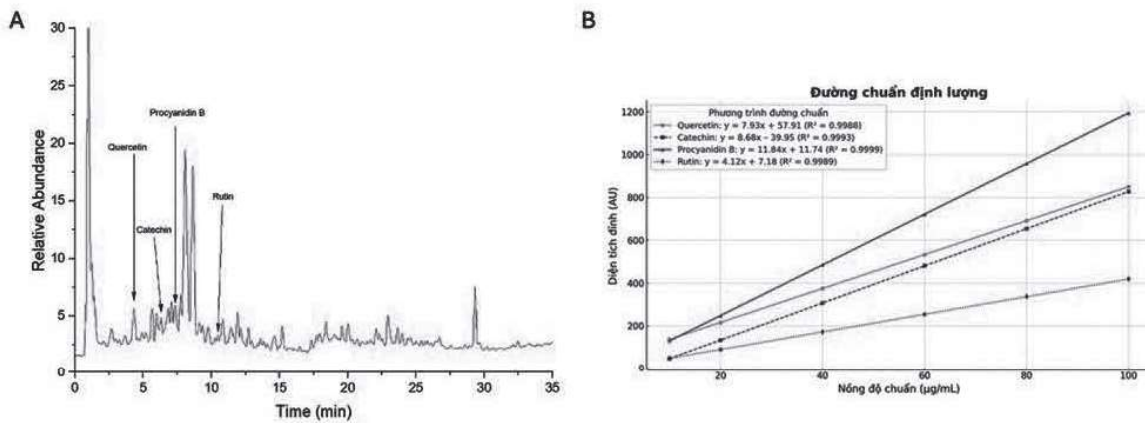 A
30
25
20
15
10
5
0
Relative Abundance
Quercetin
Catechin
Procyanidin B
Rutin
0 5 10 15 20 25 30 35
Time (min)
B
Đường chuẩn định lượng
Phương trình đường chuẩn
Quercetin: y = 7.93x + 57.91 (R² = 0.9988)
Catechin: y = 8.68x – 39.95 (R² = 0.9993)
Procyanidin B: y = 11.84x + 11.74 (R² = 0.9999)
Rutin: y = 4.12x + 7.18 (R² = 0.9989)
1200
1000
800
600
400
200
Diện tích đỉnh (AU)
20 40 60 80 100
Nồng độ chuẩn (µg/mL)